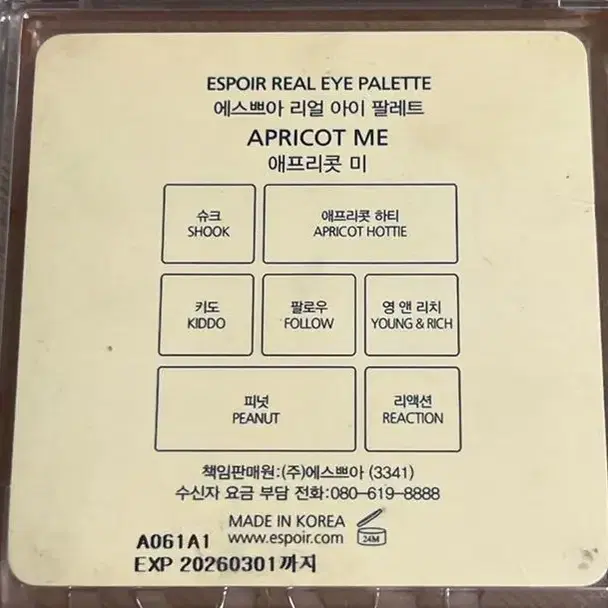 ESPOIR REAL EYE PALETTE
에스쁘아 리얼 아이 팔레트
APRICOT ME
애프리콧 미
슈크
SHOOK
애프리콧 하티
APRICOT HOTTIE
키도
KIDDO
팔로우
FOLLOW
영 앤 리치
YOUNG & RICH
피넛
PEANUT
리액션
REACTION
책임판매원:(주)에스쁘아 (3341)
수신자 요금 부담 전화:080-619-8888
MADE IN KOREA
www.espoir.com
24M
A061A1
EXP 20260301까지